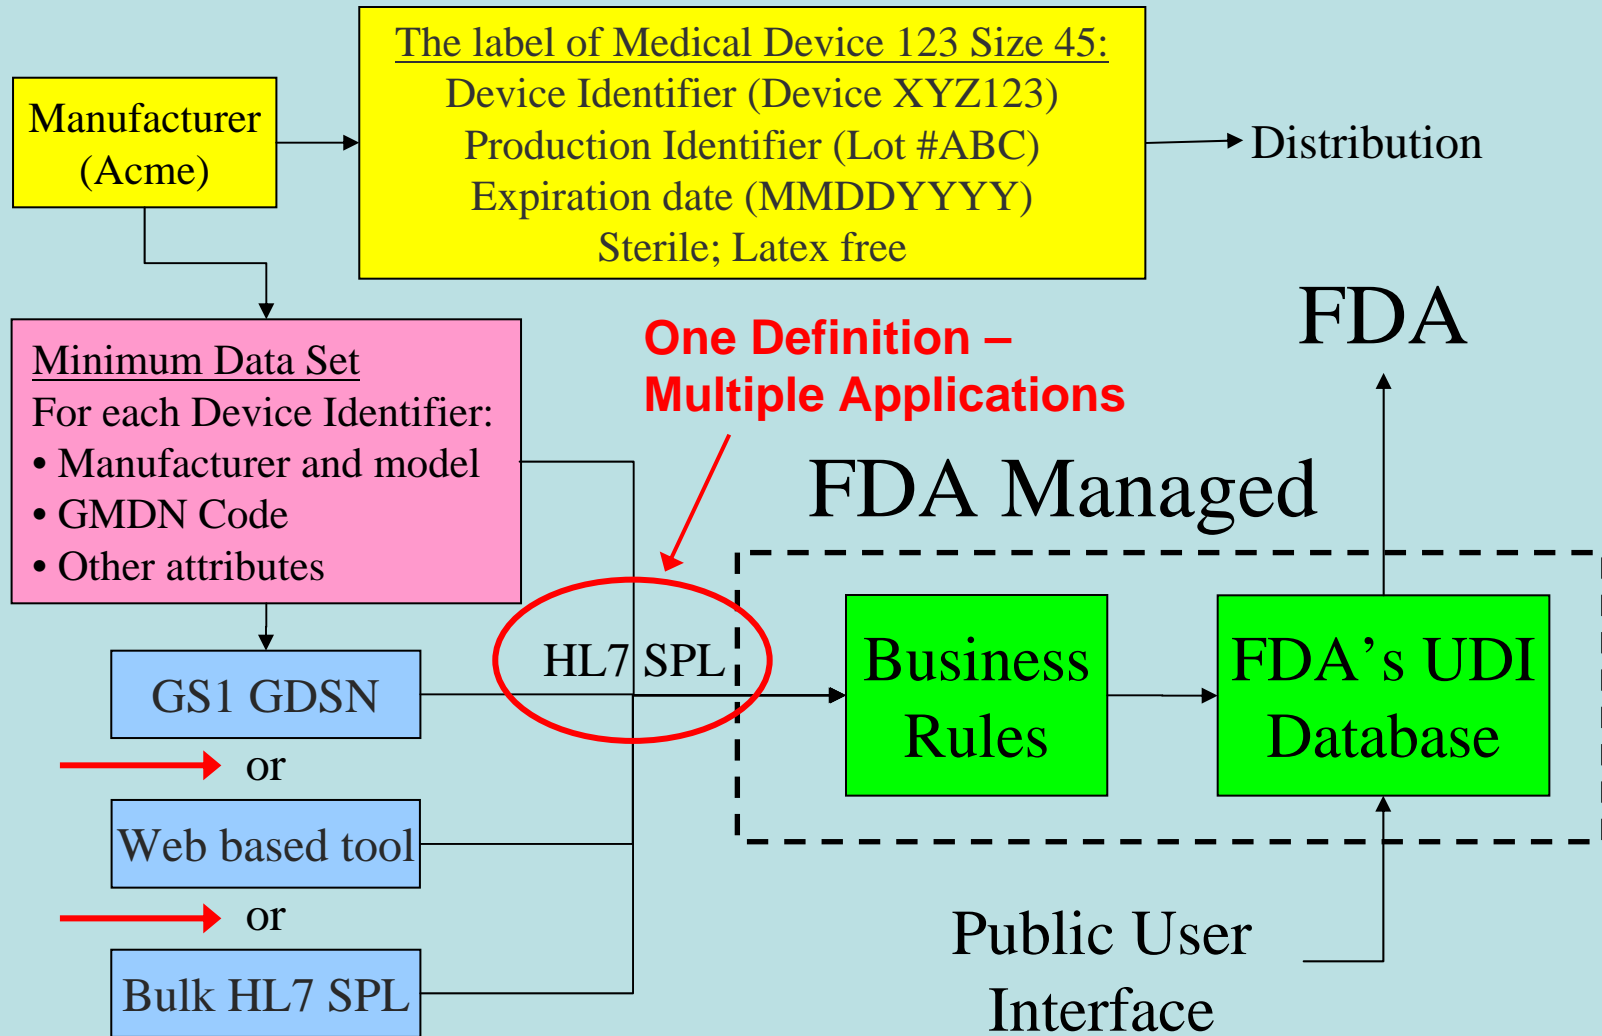 The label of Medical Device 123 Size 45:
Device Identifier (Device XYZ123)
Production Identifier (Lot #ABC)
Expiration date (MMDDYYYY)
Sterile; Latex free
Manufacturer
(Acme)
Distribution
Minimum Data Set
For each Device Identifier:
• Manufacturer and model
• GMDN Code
• Other attributes
One Definition –
Multiple Applications
FDA
FDA Managed
HL7 SPL
GS1 GDSN
or
Web based tool
or
Bulk HL7 SPL
Business
Rules
FDA’s UDI
Database
Public User
Interface